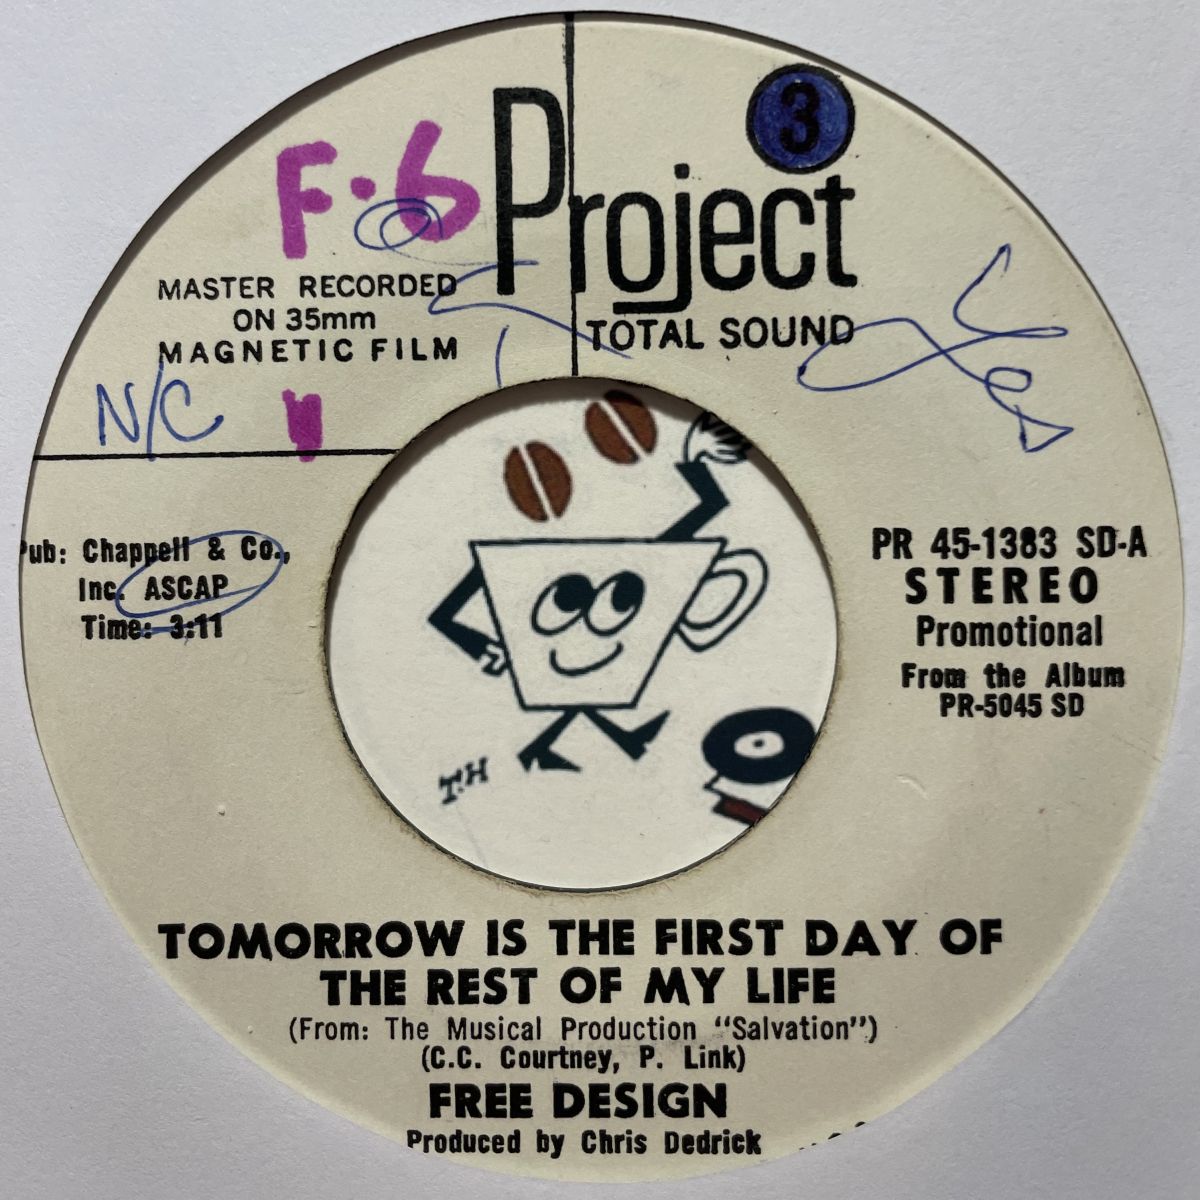 3
F·6
Project
TOTAL SOUND
MASTER RECORDED
ON 35mm
MAGNETIC FILM
N/C
Yes
Pub: Chappell & Co.,
Inc. ASCAP
Time: 3:11
PR 45-1383 SD-A
STEREO
Promotional
From the Album
PR-5045 SD
T.H
TOMORROW IS THE FIRST DAY OF
THE REST OF MY LIFE
(From: The Musical Production "Salvation")
(C.C. Courtney, P. Link)
FREE DESIGN
Produced by Chris Dedrick